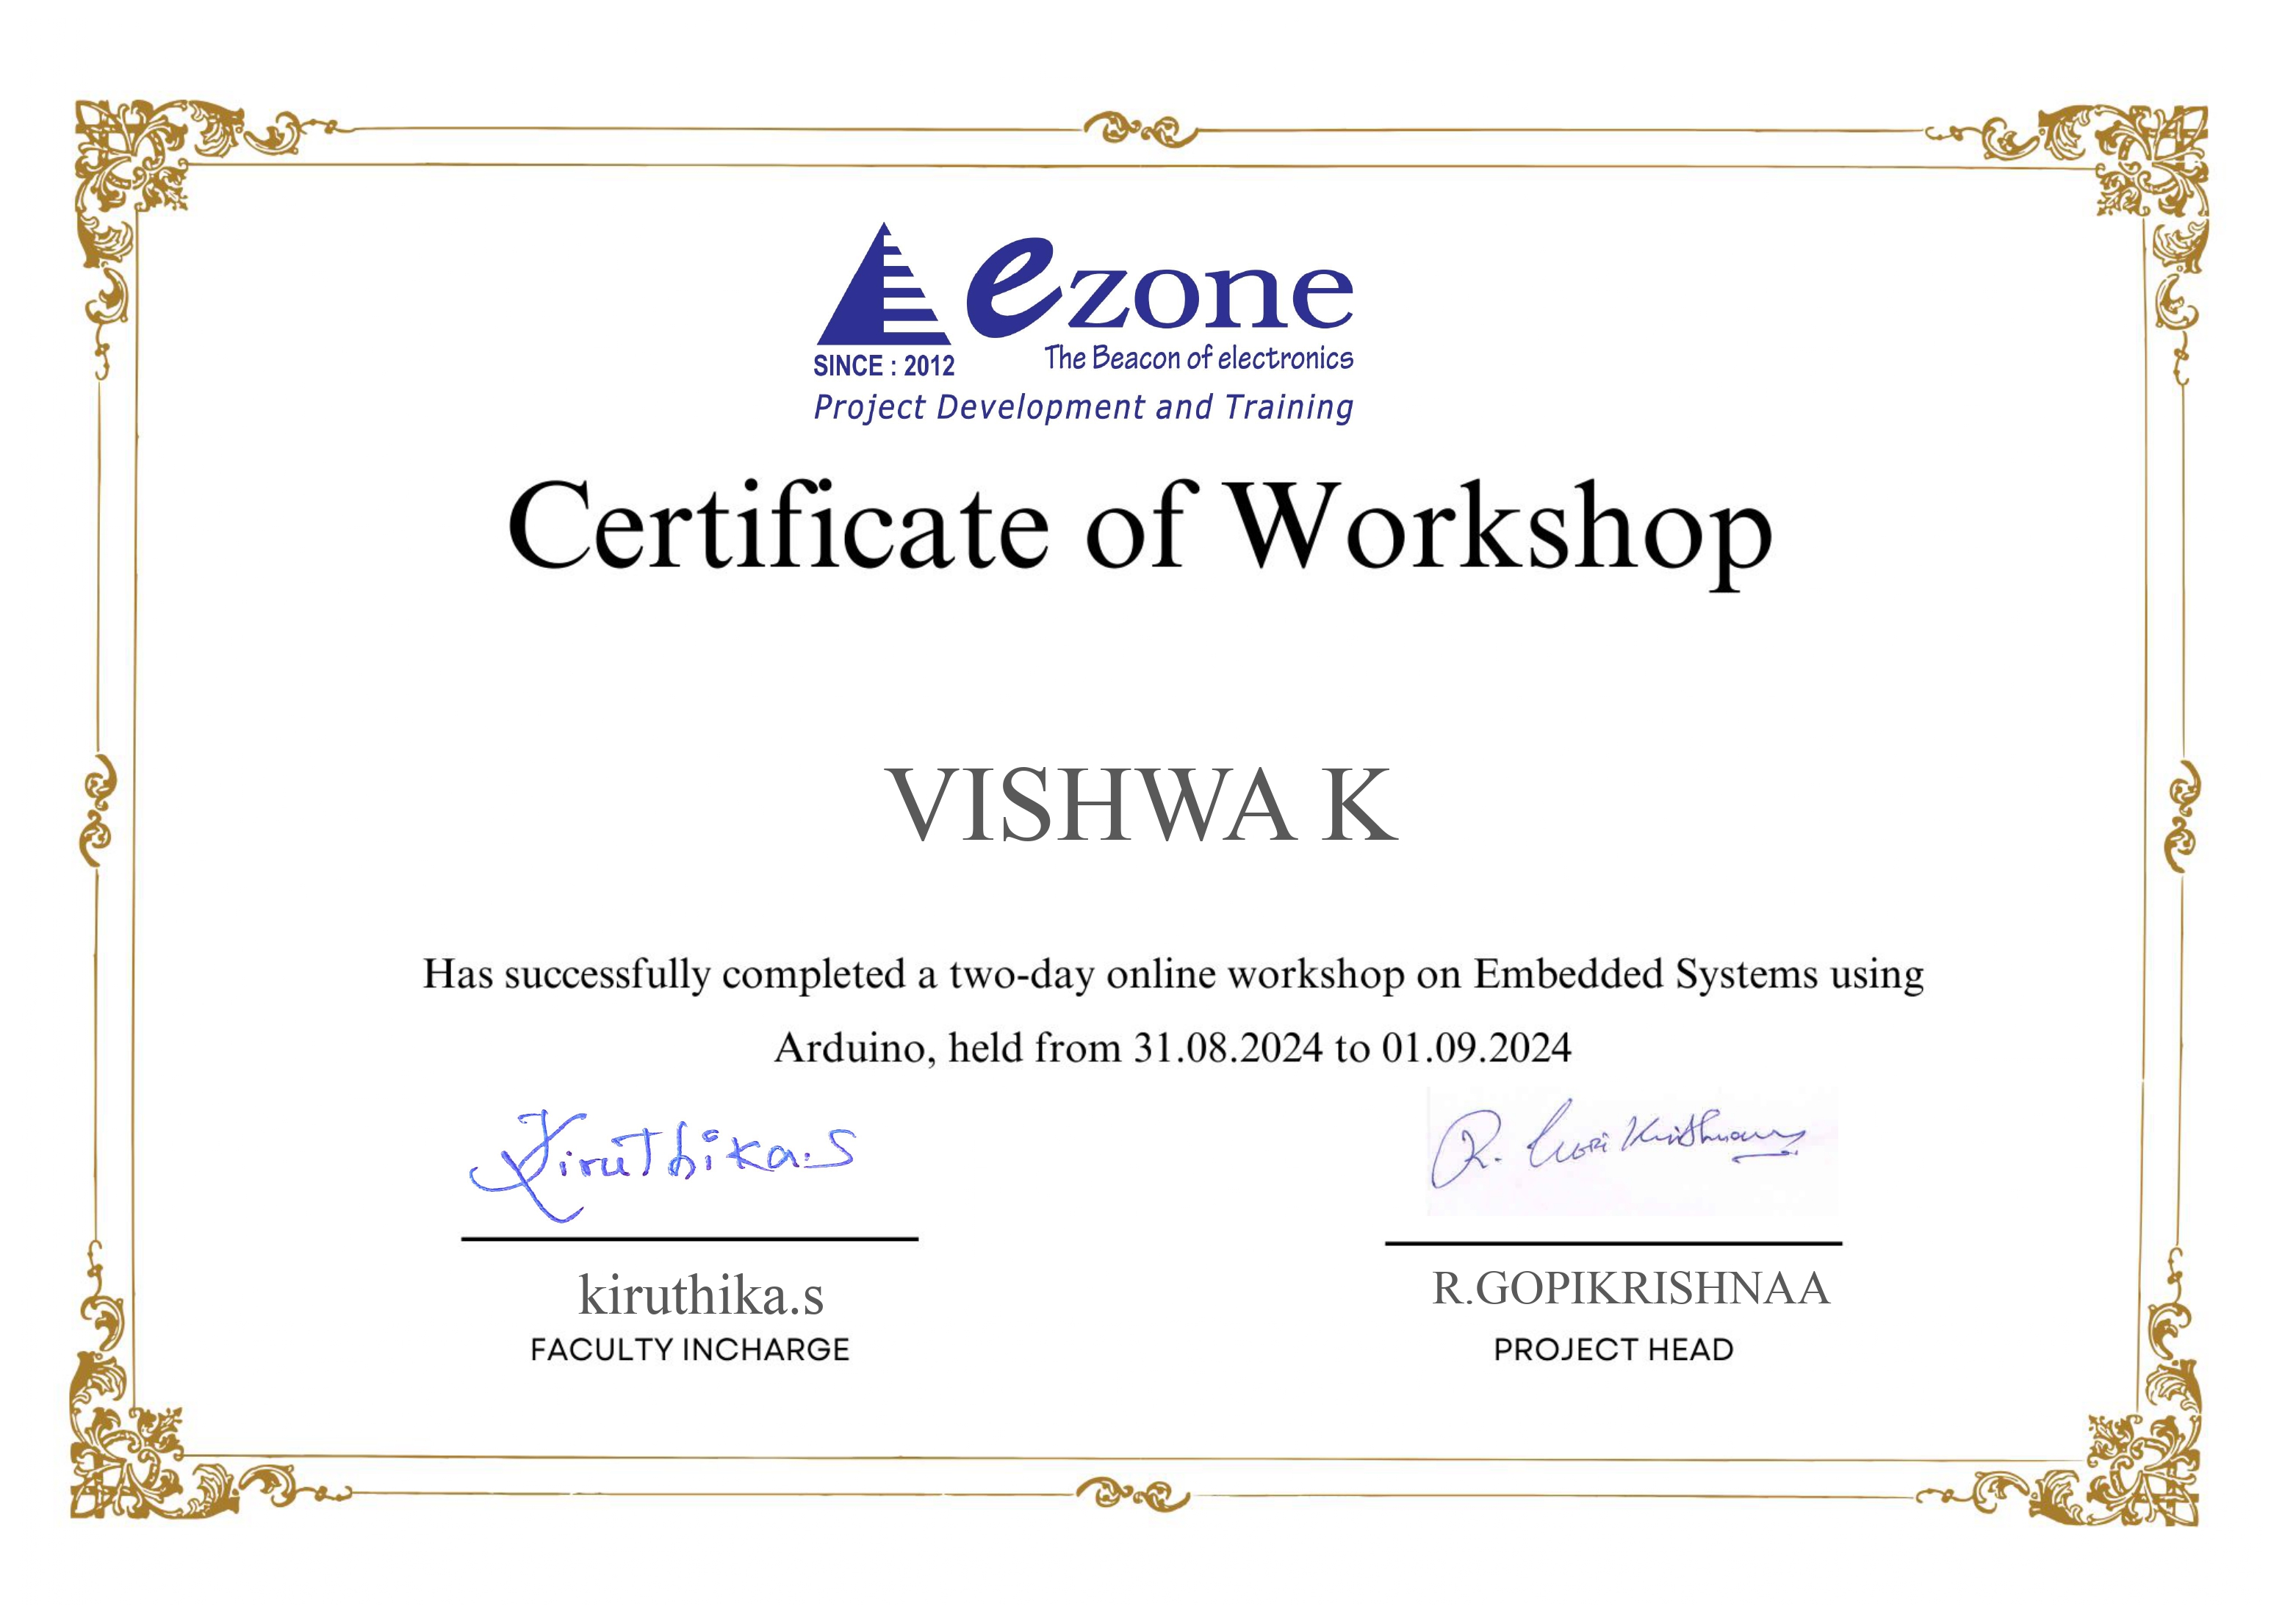 ezone
SINCE : 2012
The Beacon of electronics
Project Development and Training
Certificate of Workshop
VISHWA K
Has successfully completed a two-day online workshop on Embedded Systems using
Arduino, held from 31.08.2024 to 01.09.2024
Kiruthika.S
R. Gopi Krishnaa
kiruthika.s
R.GOPIKRISHNAA
FACULTY INCHARGE
PROJECT HEAD